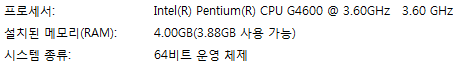 프로세서: Intel(R) Pentium(R) CPU G4600 @ 3.60GHz 3.60 GHz
설치된 메모리(RAM): 4.00GB(3.88GB 사용 가능)
시스템 종류: 64비트 운영 체제